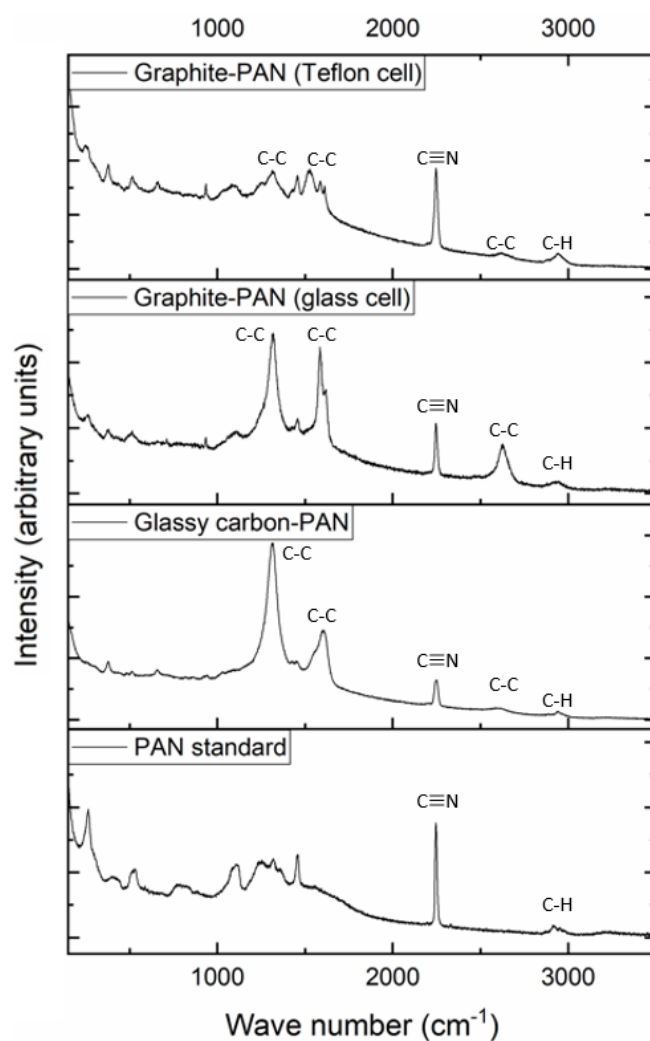 1000 2000 3000
Graphite-PAN (Teflon cell)
C-C C-C C≡N C-C C-H
Graphite-PAN (glass cell)
C-C C-C C≡N C-C C-H
Glassy carbon-PAN
C-C C-C C≡N C-C C-H
PAN standard
C≡N C-H
Intensity (arbitrary units)
1000 2000 3000
Wave number (cm⁻¹)